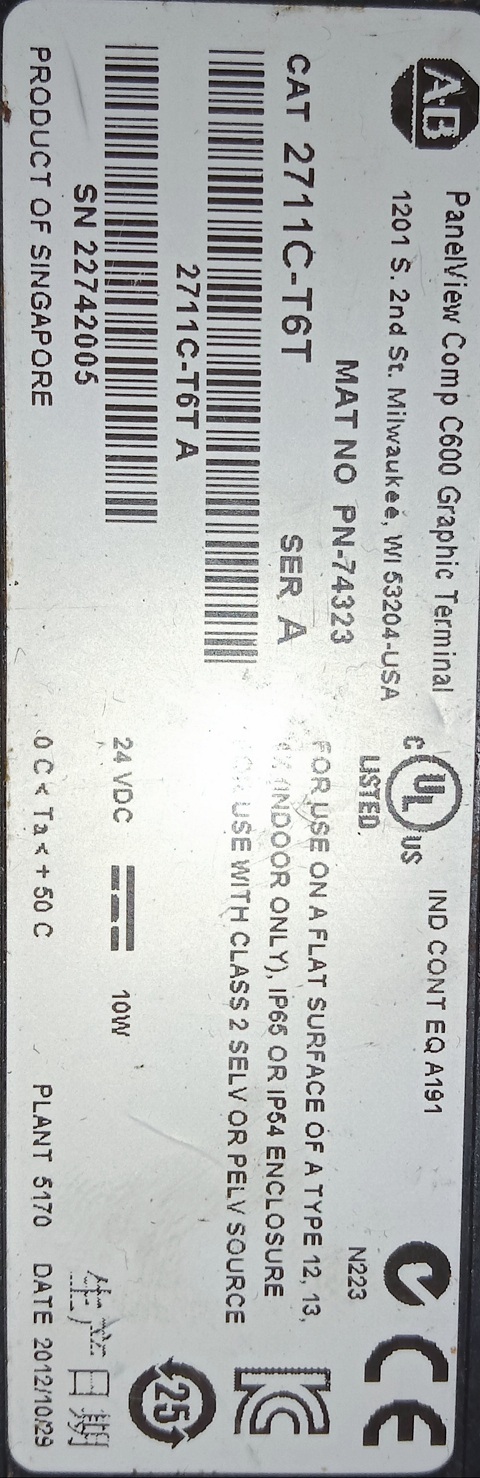 AB
PanelView Comp C600 Graphic Terminal
1201 S. 2nd St. Milwaukee, WI 53204-USA
MAT NO PN-74323
CAT 2711C-T6T SER A
2711C-T6T A
SN 22742005
PRODUCT OF SINGAPORE
C UL US
LISTED
IND CONT EQ A191
N223
CE
FOR USE ON A FLAT SURFACE OF A TYPE 12, 13,
(INDOOR ONLY), IP65 OR IP54 ENCLOSURE
USE WITH CLASS 2 SELV OR PELV SOURCE
24 VDC 10W
25
0 C < Ta < + 50 C
PLANT 5170
生产日期
DATE 2012/10/29